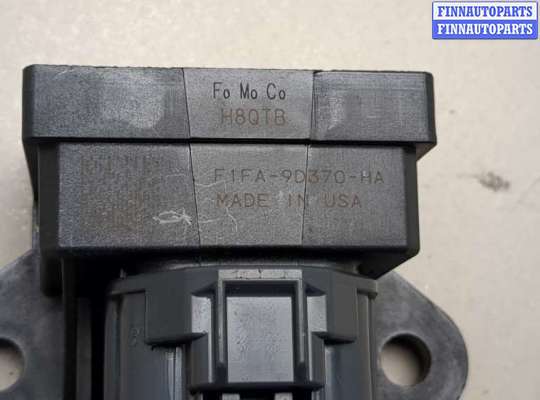 FINNAUTOPARTS
FINNAUTOPARTS
Fo Mo Co
H8QTB
F1FA-9D370-HA
MADE IN USA